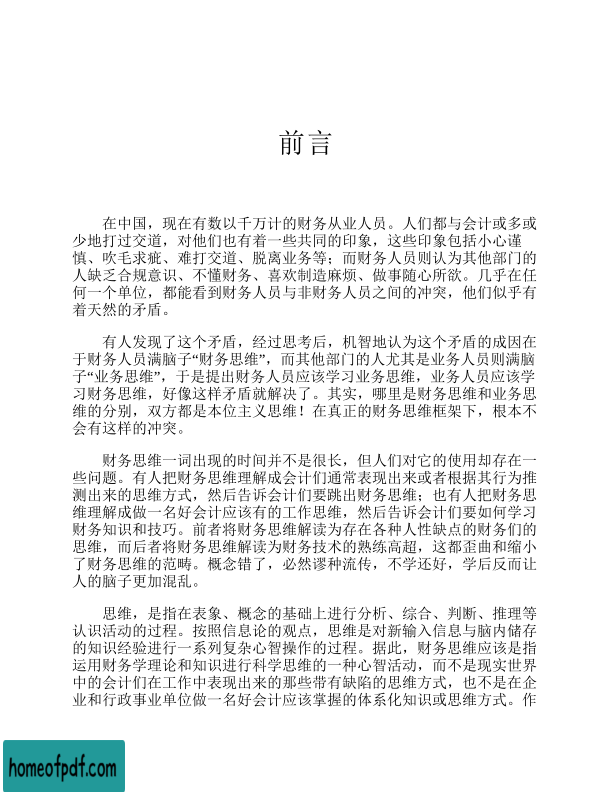 前言
在中国，现在有数以千万计的财务从业人员。人们都与会计或多或
少地打过交道，对他们也有着一些共同的印象，这些印象包括小心谨
慎、吹毛求疵、难打交道、脱离业务等；而财务人员则认为其他部门的
人缺乏合规意识、不懂财务、喜欢制造麻烦、做事随心所欲。几乎在任
何一个单位，都能看到财务人员与非财务人员之间的冲突，他们似乎有
着天然的矛盾。
有人发现了这个矛盾，经过思考后，机智地认为这个矛盾的成因在
于财务人员满脑子“财务思维”，而其他部门的人尤其是业务人员则满脑
子“业务思维”，于是提出财务人员应该学习业务思维，业务人员应该学
习财务思维，好像这样矛盾就解决了。其实，哪里是财务思维和业务思
维的分别，双方都是本位主义思维！在真正的财务思维框架下，根本不
会有这样的冲突。
财务思维一词出现的时间并不是很长，但人们对它的使用却存在一
些问题。有人把财务思维理解成会计们通常表现出来或者根据其行为推
测出来的思维方式，然后告诉会计们要跳出财务思维；也有人把财务思
维理解成做一名好会计应该有的工作思维，然后告诉会计们要如何学习
财务知识和技巧。前者将财务思维解读为存在各种人性缺点的财务们的
思维，而后者将财务思维解读为财务技术的熟练高超，这都歪曲和缩小
了财务思维的范畴。概念错了，必然谬种流传，不学还好，学后反而让
人的脑子更加混乱。
思维，是指在表象、概念的基础上进行分析、综合、判断、推理等
认识活动的过程。按照信息论的观点，思维是对新输入信息与脑内储存
的知识经验进行一系列复杂心智操作的过程。据此，财务思维应该是指
运用财务学理论和知识进行科学思维的一种心智活动，而不是现实世界
中的会计们在工作中表现出来的那些带有缺陷的思维方式，也不是在企
业和行政事业单位做一名好会计应该掌握的体系化知识或思维方式。作
homeofpdf.com